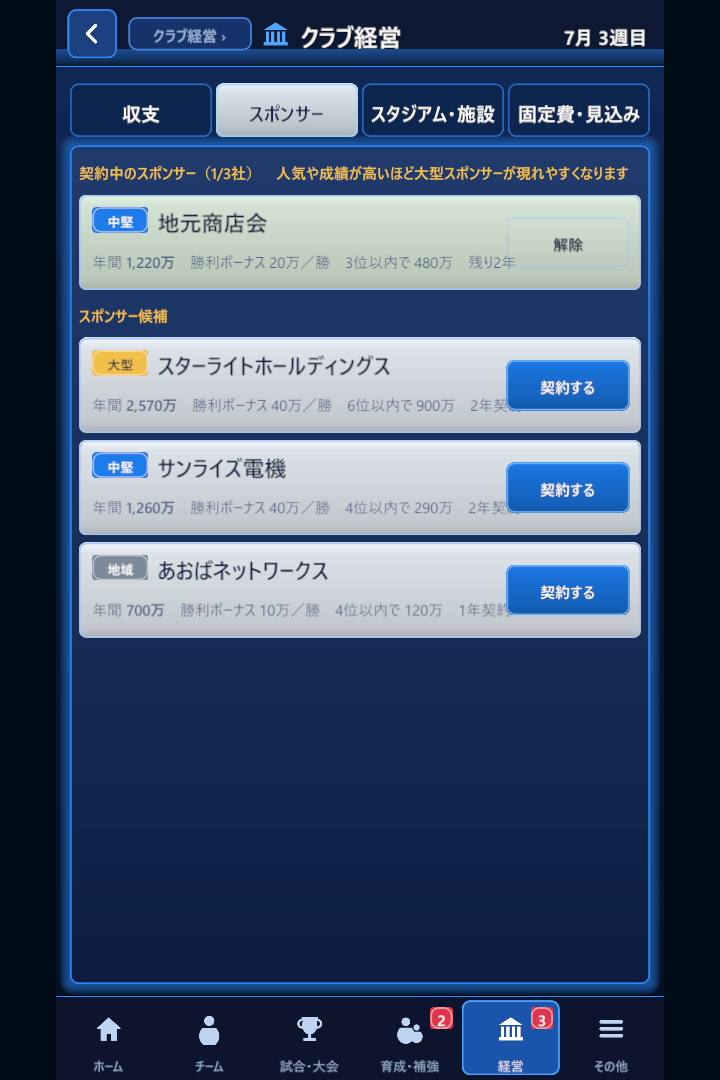 クラブ経営 ›
クラブ経営
7月 3週目
収支
スポンサー
スタジアム・施設
固定費・見込み
契約中のスポンサー（1/3社） 人気や成績が高いほど大型スポンサーが現れやすくなります
中堅 地元商店会
年間 1,220万 勝利ボーナス 20万／勝 3位以内で 480万 残り2年
解除
スポンサー候補
大型 スターライトホールディングス
年間 2,570万 勝利ボーナス 40万／勝 6位以内で 900万 2年契
契約する
中堅 サンライズ電機
年間 1,260万 勝利ボーナス 40万／勝 4位以内で 290万 2年契
契約する
地域 あおばネットワークス
年間 700万 勝利ボーナス 10万／勝 4位以内で 120万 1年契約
契約する
2
3
ホーム
チーム
試合・大会
育成・補強
経営
その他